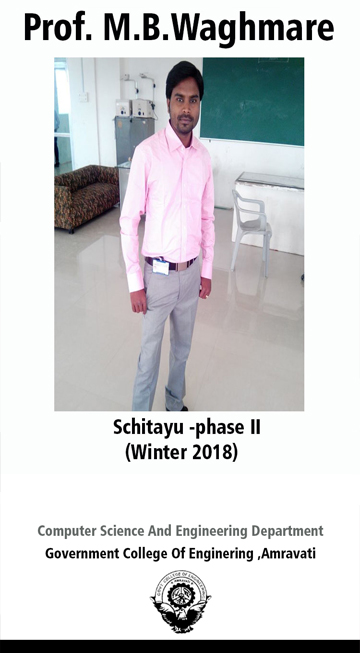 Prof. M.B.Waghmare
Schitayu -phase II
(Winter 2018)
Computer Science And Engineering Department
Government College Of Enginering ,Amravati